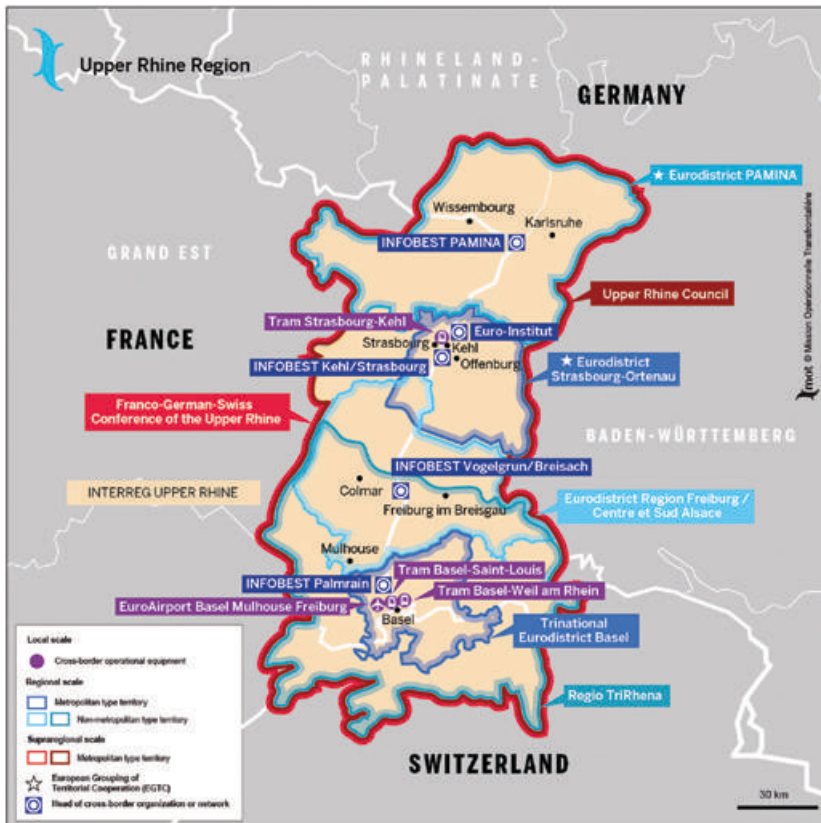 Upper Rhine Region
RHINELAND-
PALATINATE
GERMANY
★ Eurodistrict PAMINA
Wissembourg
Karlsruhe
INFOBEST PAMINA
GRAND EST
Upper Rhine Council
FRANCE
Tram Strasbourg-Kehl
Euro-Institut
Strasbourg
Kehl
INFOBEST Kehl/Strasbourg
Offenburg
★ Eurodistrict
Strasbourg-Ortenau
Franco-German-Swiss
Conference of the Upper Rhine
BADEN-WÜRTTEMBERG
INFOBEST Vogelgrun/Breisach
INTERREG UPPER RHINE
Colmar
Freiburg im Breisgau
Eurodistrict Region Freiburg /
Centre et Sud Alsace
Mulhouse
Tram Basel-Saint-Louis
INFOBEST Palmrain
Tram Basel-Weil am Rhein
EuroAirport Basel Mulhouse Freiburg
Basel
Trinational
Eurodistrict Basel
Regio TriRhena
SWITZERLAND
Local scale
Cross-border operational equipment
Regional scale
Metropolitan type territory
Non-metropolitan type territory
Supraregional scale
Metropolitan type territory
European Grouping of
Territorial Cooperation (EGTC)
Head of cross-border organization or network
30 km
mot © Mission Opérationnelle Transfrontalière